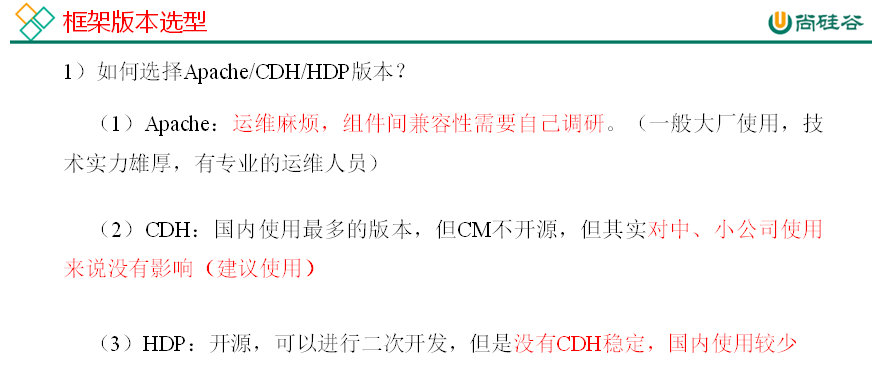 框架版本选型
尚硅谷
1）如何选择Apache/CDH/HDP版本？
（1）Apache：运维麻烦，组件间兼容性需要自己调研。（一般大厂使用，技
术实力雄厚，有专业的运维人员）
（2）CDH：国内使用最多的版本，但CM不开源，但其实对中、小公司使用
来说没有影响（建议使用）
（3）HDP：开源，可以进行二次开发，但是没有CDH稳定，国内使用较少